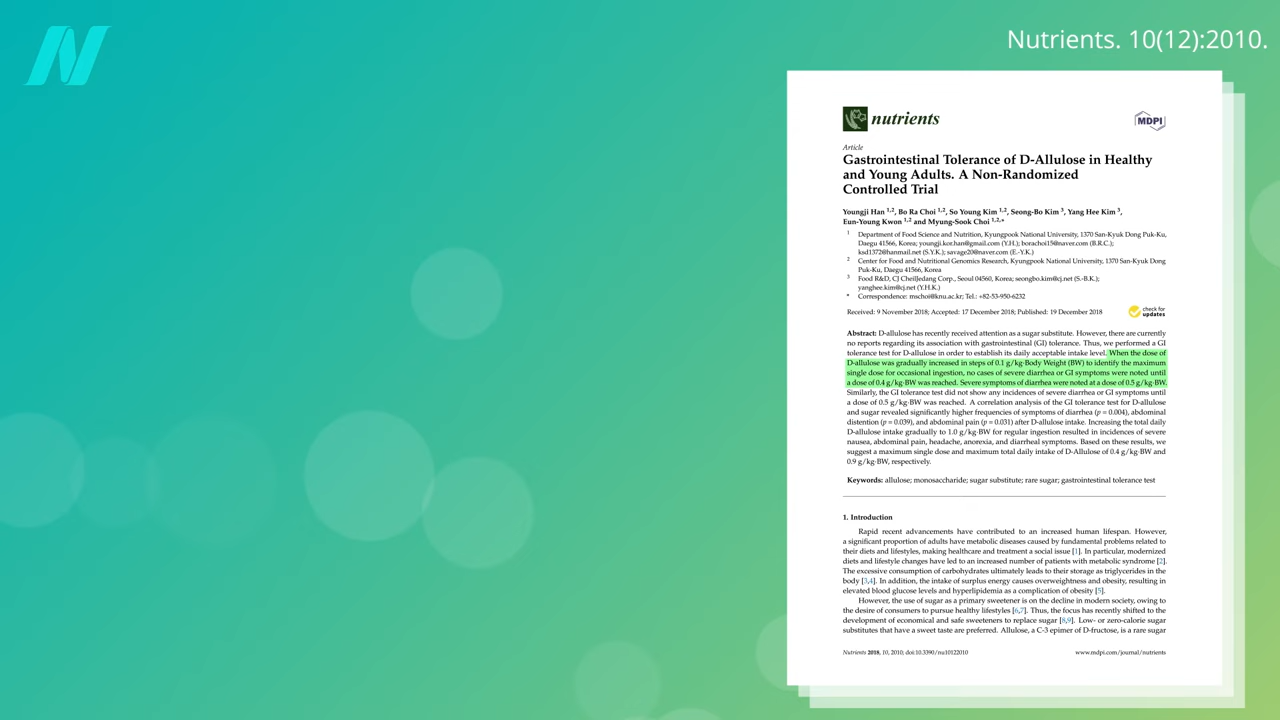 Nutrients. 10(12):2010.
nutrients
MDPI
Article
Gastrointestinal Tolerance of D-Allulose in Healthy
and Young Adults. A Non-Randomized
Controlled Trial
Youngji Han 1,2, Bo Ra Choi 1,2, So Young Kim 1,2, Seong-Bo Kim 3, Yang Hee Kim 3,
Eun-Young Kwon 1,2 and Myung-Sook Choi 1,2,*
1 Department of Food Science and Nutrition, Kyungpook National University, 1370 San-Kyuk Dong Puk-Ku,
Daegu 41566, Korea; youngji.kor.han@gmail.com (Y.H.); borachoi15@naver.com (B.R.C.);
ksd1372@hanmail.net (S.Y.K.); savage20@naver.com (E.-Y.K.)
2 Center for Food and Nutritional Genomics Research, Kyungpook National University, 1370 San-Kyuk Dong
Puk-Ku, Daegu 41566, Korea
3 Food R&D, CJ CheilJedang Corp., Seoul 04560, Korea; seongbo.kim@cj.net (S.-B.K.);
yanghee.kim@cj.net (Y.H.K.)
* Correspondence: mschoi@knu.ac.kr; Tel.: +82-53-950-6232
Received: 9 November 2018; Accepted: 17 December 2018; Published: 19 December 2018
check for
updates
Abstract: D-allulose has recently received attention as a sugar substitute. However, there are currently
no reports regarding its association with gastrointestinal (GI) tolerance. Thus, we performed a GI
tolerance test for D-allulose in order to establish its daily acceptable intake level. When the dose of
D-allulose was gradually increased in steps of 0.1 g/kg·Body Weight (BW) to identify the maximum
single dose for occasional ingestion, no cases of severe diarrhea or GI symptoms were noted until
a dose of 0.4 g/kg·BW was reached. Severe symptoms of diarrhea were noted at a dose of 0.5 g/kg·BW.
Similarly, the GI tolerance test did not show any incidences of severe diarrhea or GI symptoms until
a dose of 0.5 g/kg·BW was reached. A correlation analysis of the GI tolerance test for D-allulose
and sugar revealed significantly higher frequencies of symptoms of diarrhea (p = 0.004), abdominal
distention (p = 0.039), and abdominal pain (p = 0.031) after D-allulose intake. Increasing the total daily
D-allulose intake gradually to 1.0 g/kg·BW for regular ingestion resulted in incidences of severe
nausea, abdominal pain, headache, anorexia, and diarrheal symptoms. Based on these results, we
suggest a maximum single dose and maximum total daily intake of D-Allulose of 0.4 g/kg·BW and
0.9 g/kg·BW, respectively.
Keywords: allulose; monosaccharide; sugar substitute; rare sugar; gastrointestinal tolerance test
1. Introduction
Rapid recent advancements have contributed to an increased human lifespan. However,
a significant proportion of adults have metabolic diseases caused by fundamental problems related to
their diets and lifestyles, making healthcare and treatment a social issue [1]. In particular, modernized
diets and lifestyle changes have led to an increased number of patients with metabolic syndrome [2].
The excessive consumption of carbohydrates ultimately leads to their storage as triglycerides in the
body [3,4]. In addition, the intake of surplus energy causes overweightness and obesity, resulting in
elevated blood glucose levels and hyperlipidemia as a complication of obesity [5].
However, the use of sugar as a primary sweetener is on the decline in modern society, owing to
the desire of consumers to pursue healthy lifestyles [6,7]. Thus, the focus has recently shifted to the
development of economical and safe sweeteners to replace sugar [8,9]. Low- or zero-calorie sugar
substitutes that have a sweet taste are preferred. Allulose, a C-3 epimer of D-fructose, is a rare sugar
Nutrients 2018, 10, 2010; doi:10.3390/nu10122010
www.mdpi.com/journal/nutrients